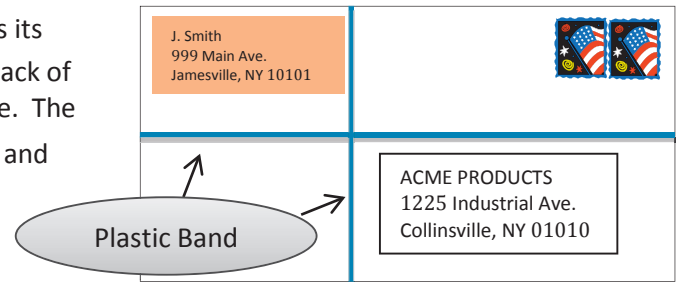 s its
ack of
e. The
and
J. Smith
999 Main Ave.
Jamesville, NY 10101
ACME PRODUCTS
1225 Industrial Ave.
Collinsville, NY 01010
Plastic Band